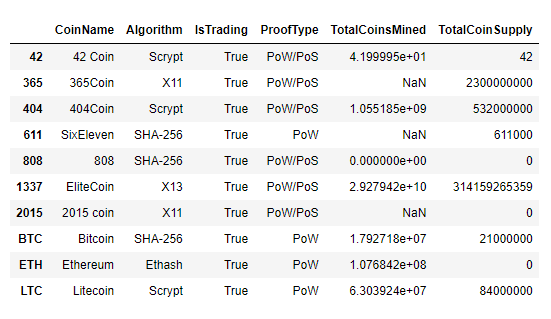 CoinName Algorithm IsTrading ProofType TotalCoinsMined TotalCoinSupply
42 42 Coin Scrypt True PoW/PoS 4.199995e+01 42
365 365Coin X11 True PoW/PoS NaN 2300000000
404 404Coin Scrypt True PoW/PoS 1.055185e+09 532000000
611 SixEleven SHA-256 True PoW NaN 611000
808 808 SHA-256 True PoW/PoS 0.000000e+00 0
1337 EliteCoin X13 True PoW/PoS 2.927942e+10 314159265359
2015 2015 coin X11 True PoW/PoS NaN 0
BTC Bitcoin SHA-256 True PoW 1.792718e+07 21000000
ETH Ethereum Ethash True PoW 1.076842e+08 0
LTC Litecoin Scrypt True PoW 6.303924e+07 84000000